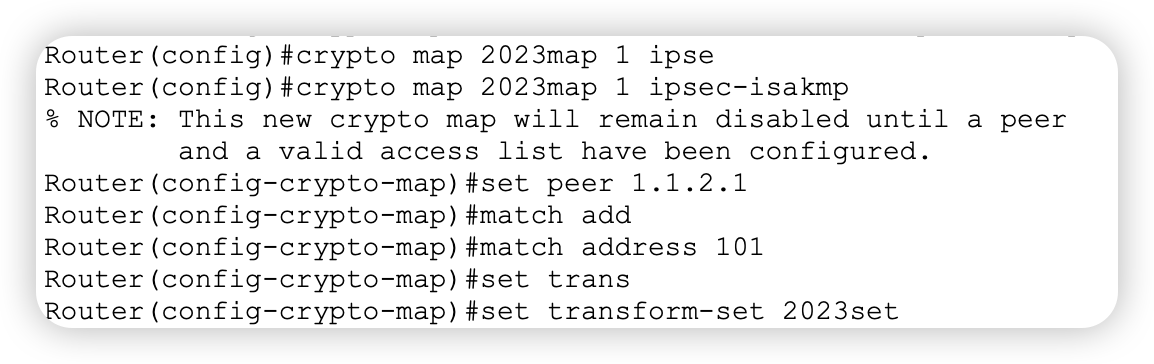 Router(config)#crypto map 2023map 1 ipse
Router(config)#crypto map 2023map 1 ipsec-isakmp
% NOTE: This new crypto map will remain disabled until a peer
        and a valid access list have been configured.
Router(config-crypto-map)#set peer 1.1.2.1
Router(config-crypto-map)#match add
Router(config-crypto-map)#match address 101
Router(config-crypto-map)#set trans
Router(config-crypto-map)#set transform-set 2023set